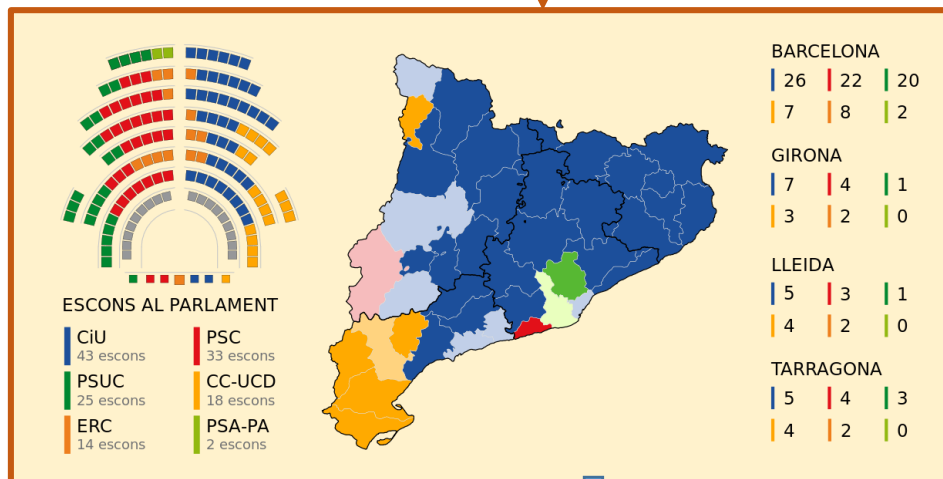 ESCONS AL PARLAMENT
CiU
43 escons
PSC
33 escons
PSUC
25 escons
CC-UCD
18 escons
ERC
14 escons
PSA-PA
2 escons
BARCELONA
26 22 20
7 8 2
GIRONA
7 4 1
3 2 0
LLEIDA
5 3 1
4 2 0
TARRAGONA
5 4 3
4 2 0